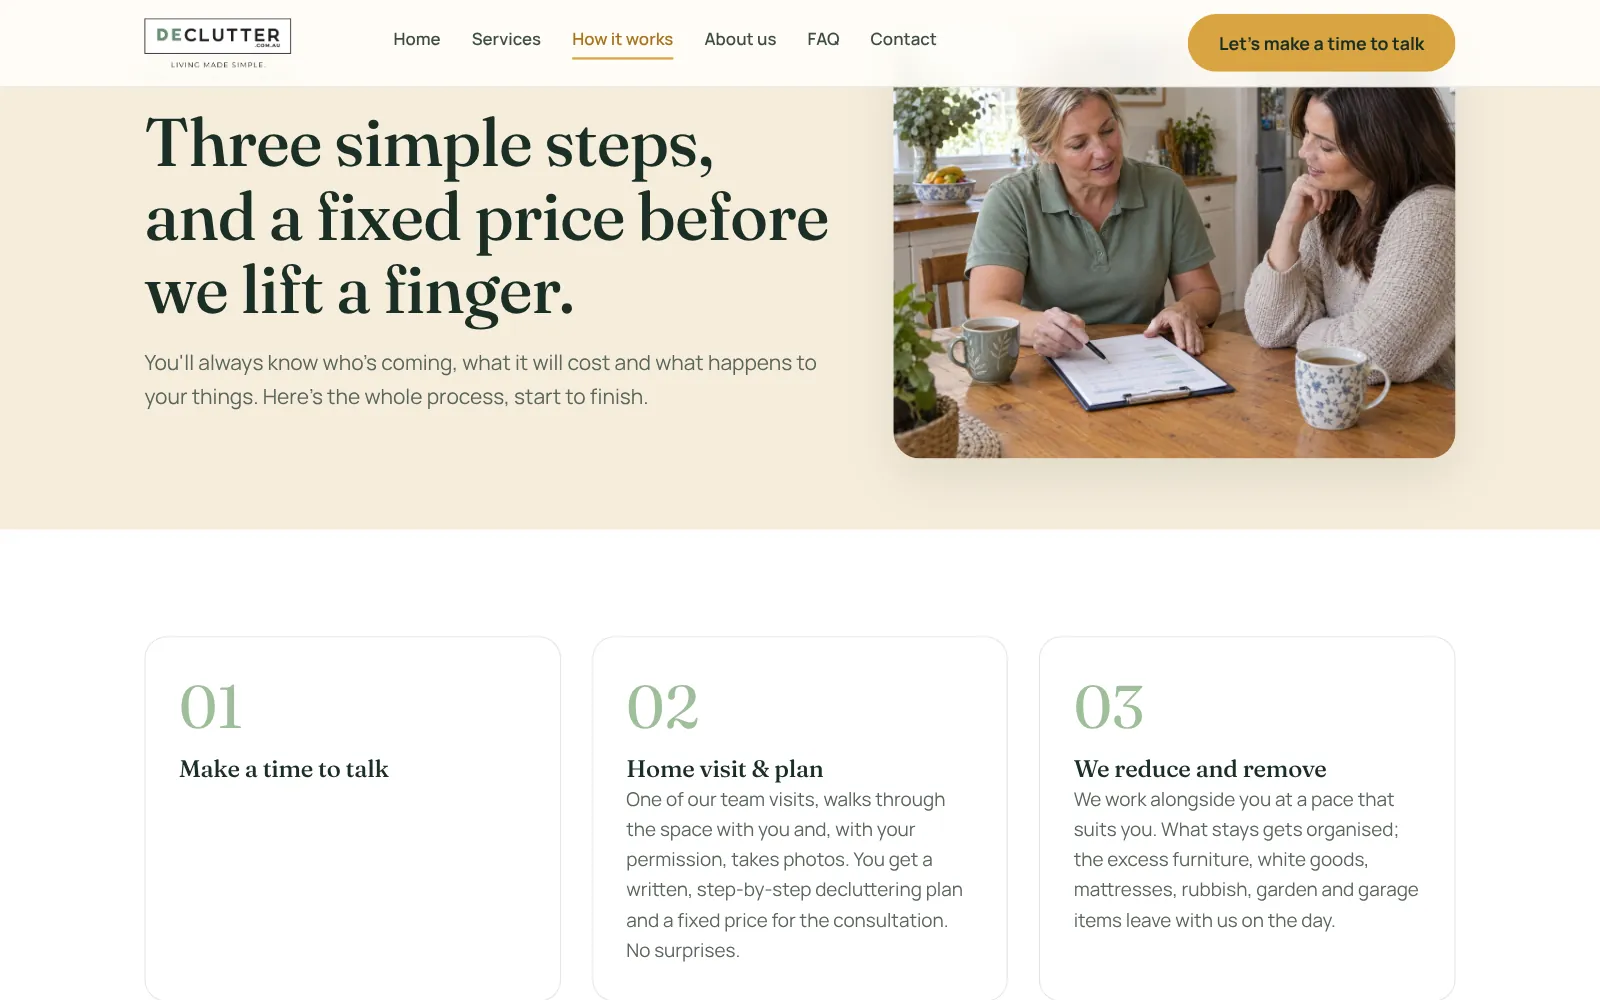 DECLUTTER
.COM.AU
LIVING MADE SIMPLE.
Home
Services
How it works
About us
FAQ
Contact
Let's make a time to talk
Three simple steps,
and a fixed price before
we lift a finger.
You'll always know who's coming, what it will cost and what happens to
your things. Here's the whole process, start to finish.
01
Make a time to talk
02
Home visit & plan
One of our team visits, walks through
the space with you and, with your
permission, takes photos. You get a
written, step-by-step decluttering plan
and a fixed price for the consultation.
No surprises.
03
We reduce and remove
We work alongside you at a pace that
suits you. What stays gets organised;
the excess furniture, white goods,
mattresses, rubbish, garden and garage
items leave with us on the day.